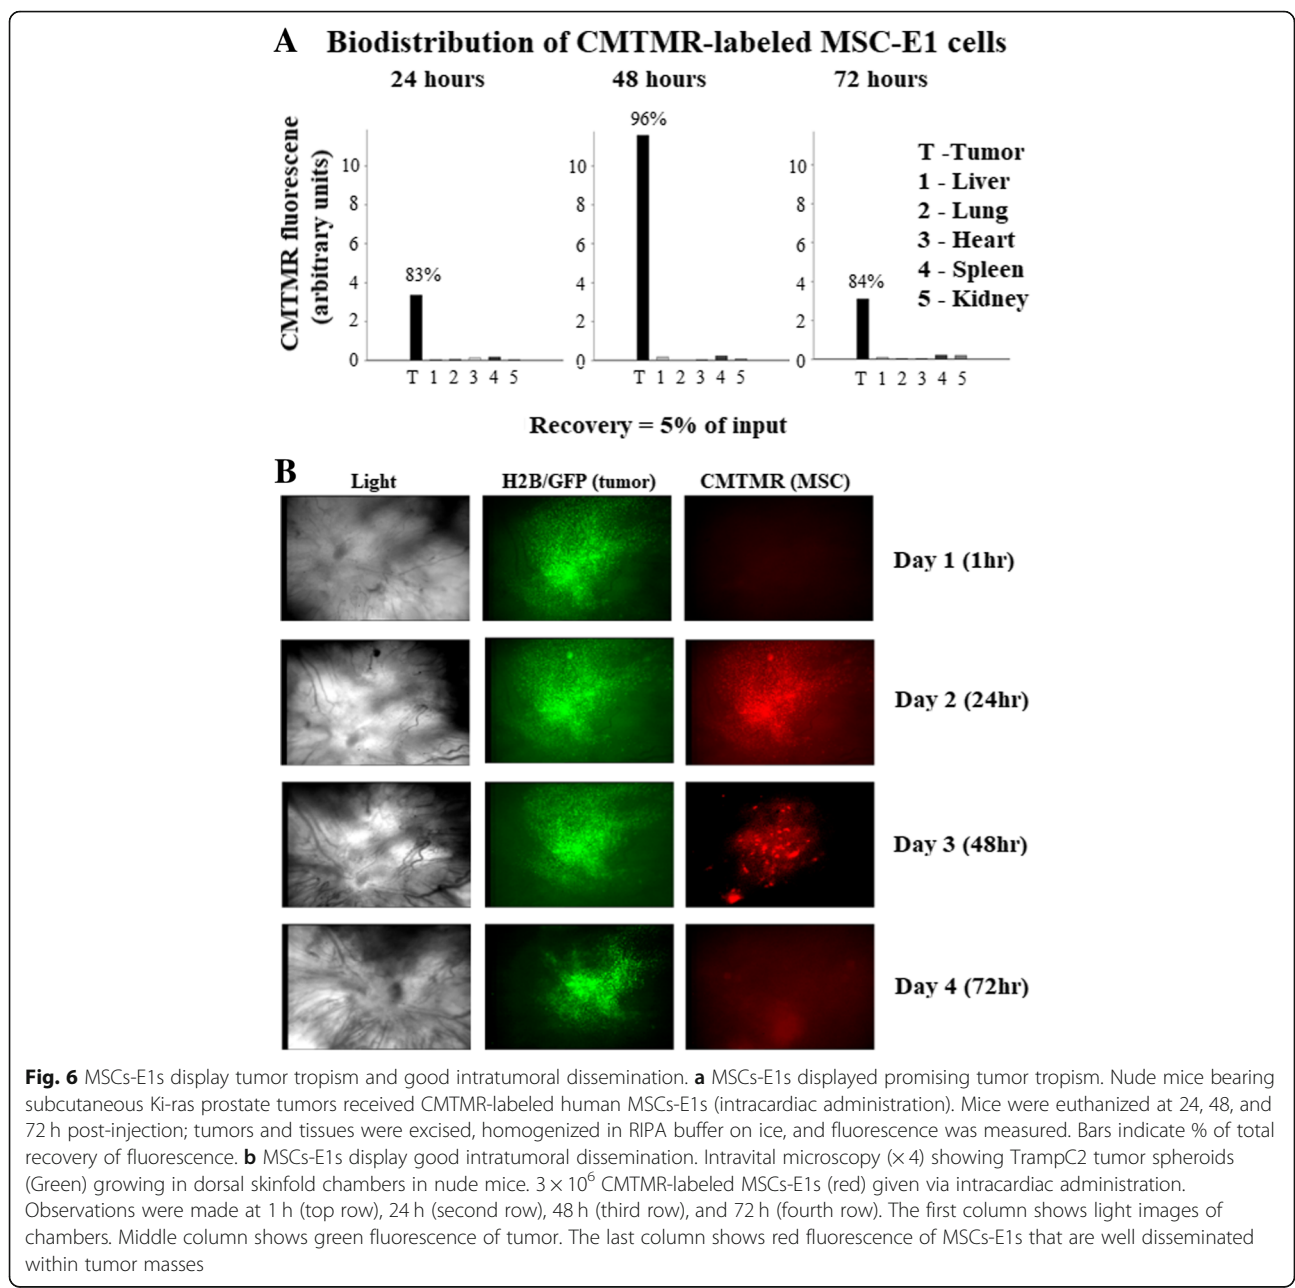 A Biodistribution of CMTMR-labeled MSC-E1 cells
24 hours 48 hours 72 hours
CMTMR fluorescene
(arbitrary units)
10
8
6
4
2
0
83%
T 1 2 3 4 5
10
8
6
4
2
0
96%
T 1 2 3 4 5
10
8
6
4
2
0
84%
T 1 2 3 4 5
T -Tumor
1 - Liver
2 - Lung
3 - Heart
4 - Spleen
5 - Kidney
Recovery = 5% of input
B
Light H2B/GFP (tumor) CMTMR (MSC)
Day 1 (1hr)
Day 2 (24hr)
Day 3 (48hr)
Day 4 (72hr)
Fig. 6 MSCs-E1s display tumor tropism and good intratumoral dissemination. a MSCs-E1s displayed promising tumor tropism. Nude mice bearing
subcutaneous Ki-ras prostate tumors received CMTMR-labeled human MSCs-E1s (intracardiac administration). Mice were euthanized at 24, 48, and
72 h post-injection; tumors and tissues were excised, homogenized in RIPA buffer on ice, and fluorescence was measured. Bars indicate % of total
recovery of fluorescence. b MSCs-E1s display good intratumoral dissemination. Intravital microscopy (× 4) showing TrampC2 tumor spheroids
(Green) growing in dorsal skinfold chambers in nude mice. 3 × 10⁶ CMTMR-labeled MSCs-E1s (red) given via intracardiac administration.
Observations were made at 1 h (top row), 24 h (second row), 48 h (third row), and 72 h (fourth row). The first column shows light images of
chambers. Middle column shows green fluorescence of tumor. The last column shows red fluorescence of MSCs-E1s that are well disseminated
within tumor masses